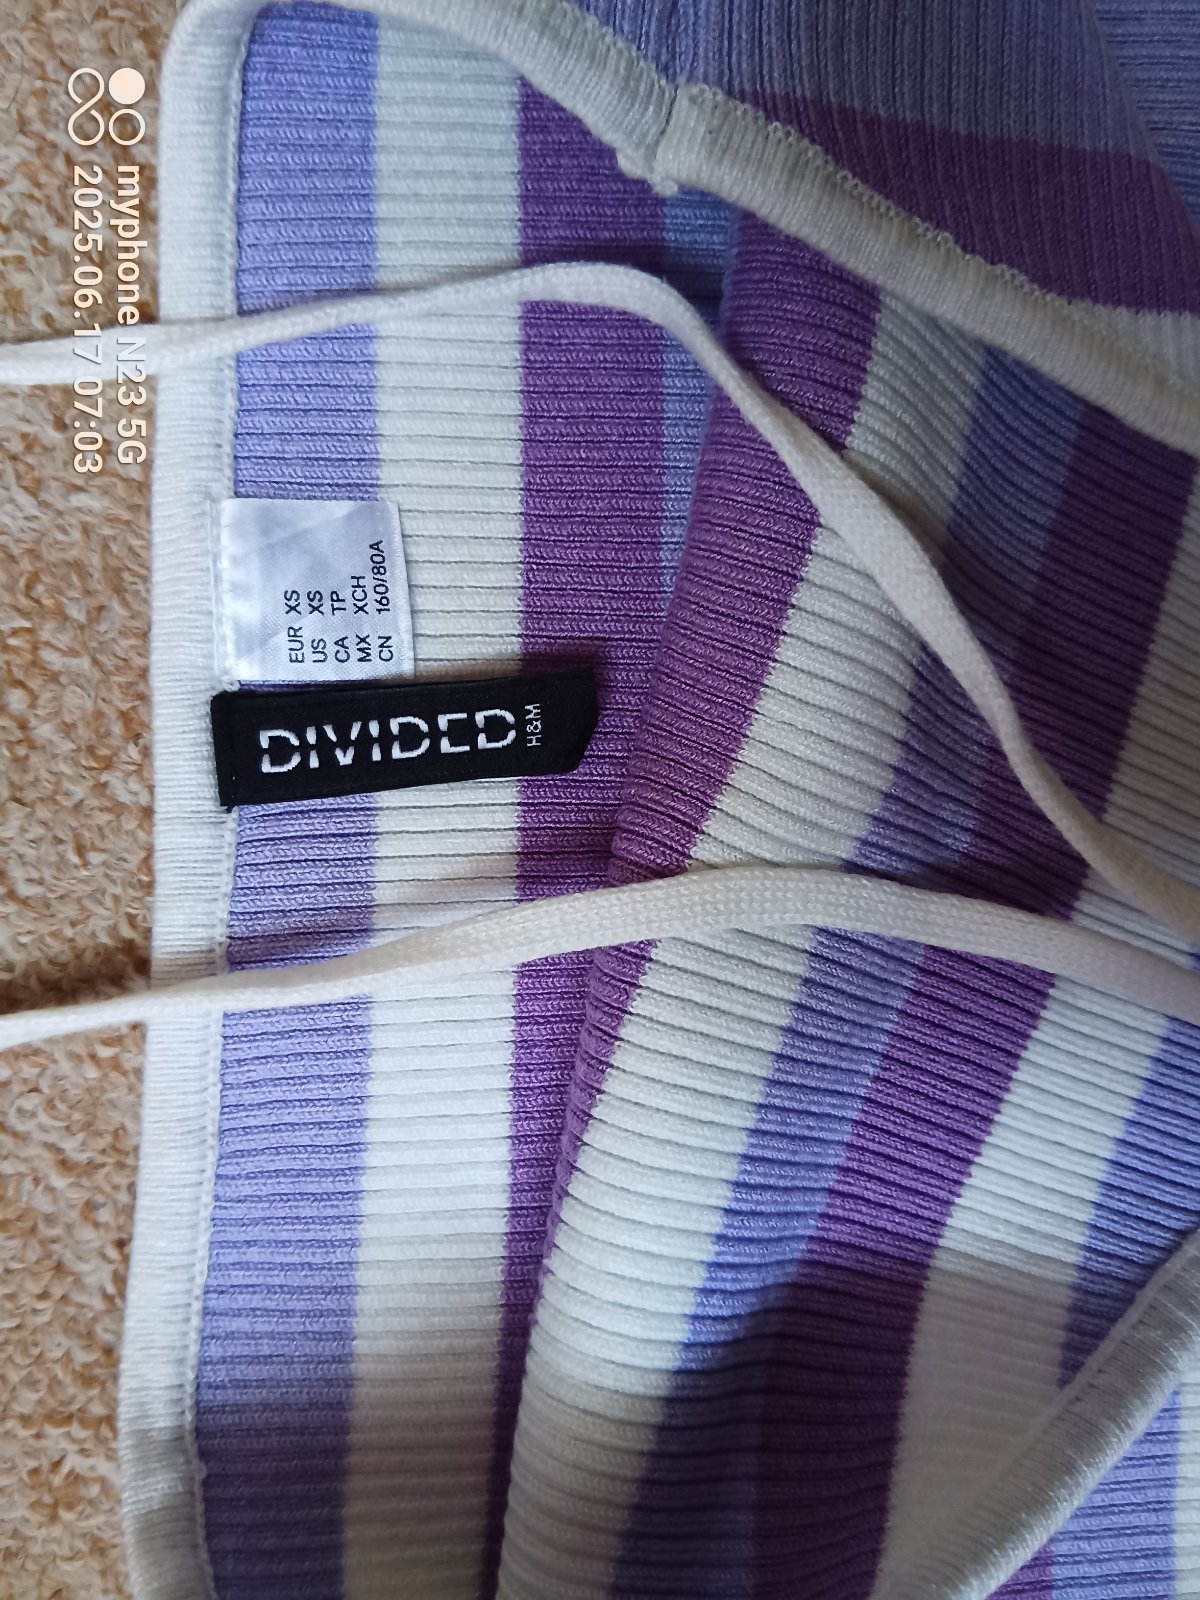 myphone N23 5G
2025.06.17 07:03
EUR XS
US XS
CA TP
MX XCH
CN 160/80A
DIVIDED
H&M